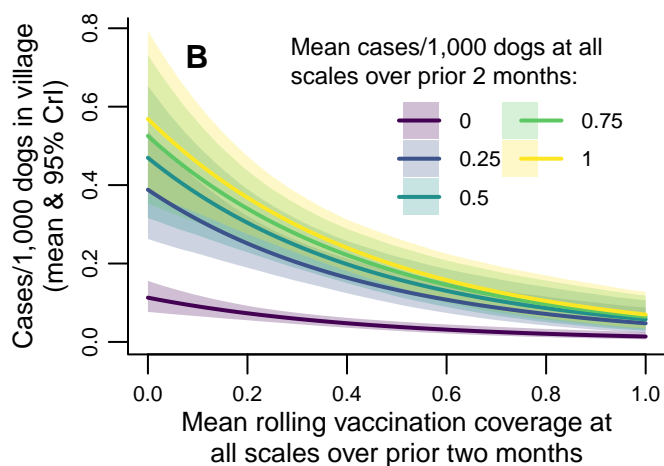 B
Mean cases/1,000 dogs at all
scales over prior 2 months:
0 0.75
0.25 1
0.5
Cases/1,000 dogs in village
(mean & 95% CrI)
0.8
0.6
0.4
0.2
0.0
0.0 0.2 0.4 0.6 0.8 1.0
Mean rolling vaccination coverage at
all scales over prior two months